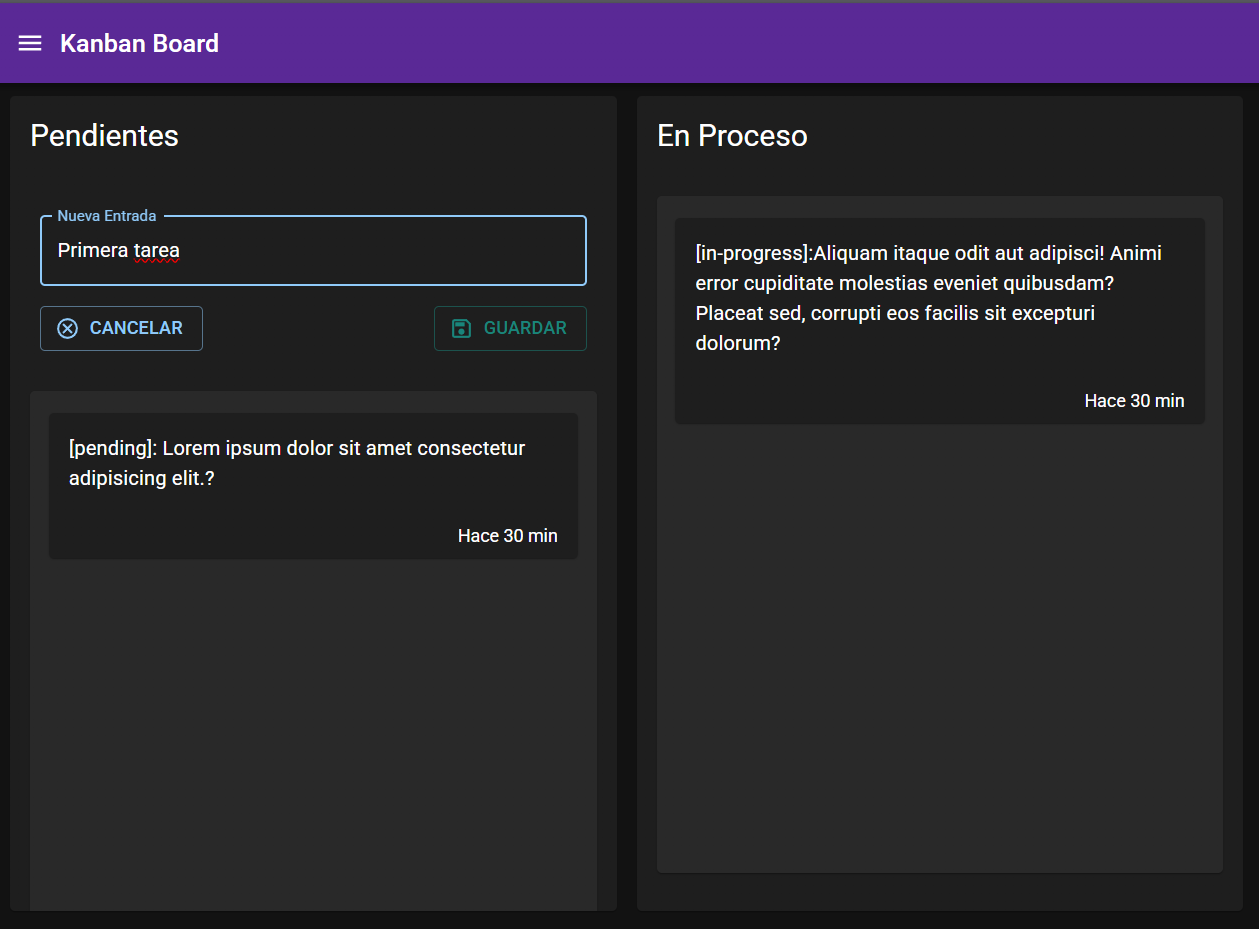 Kanban Board
Pendientes
Nueva Entrada
Primera tarea
CANCELAR
GUARDAR
[pending]: Lorem ipsum dolor sit amet consectetur
adipisicing elit.?
Hace 30 min
En Proceso
[in-progress]:Aliquam itaque odit aut adipisci! Animi
error cupiditate molestias eveniet quibusdam?
Placeat sed, corrupti eos facilis sit excepturi
dolorum?
Hace 30 min